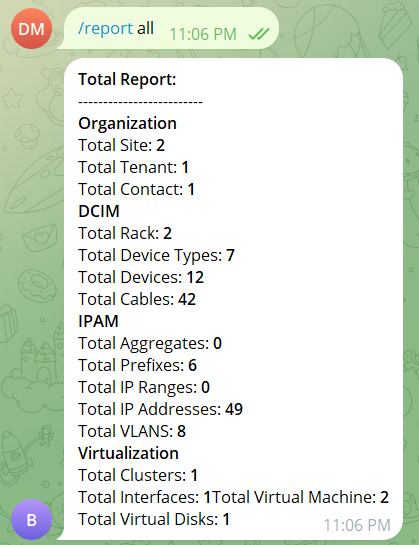 DM
/report all 11:06 PM
Total Report:
-------------------------
Organization
Total Site: 2
Total Tenant: 1
Total Contact: 1
DCIM
Total Rack: 2
Total Device Types: 7
Total Devices: 12
Total Cables: 42
IPAM
Total Aggregates: 0
Total Prefixes: 6
Total IP Ranges: 0
Total IP Addresses: 49
Total VLANS: 8
Virtualization
Total Clusters: 1
Total Interfaces: 1Total Virtual Machine: 2
Total Virtual Disks: 1
11:06 PM
B